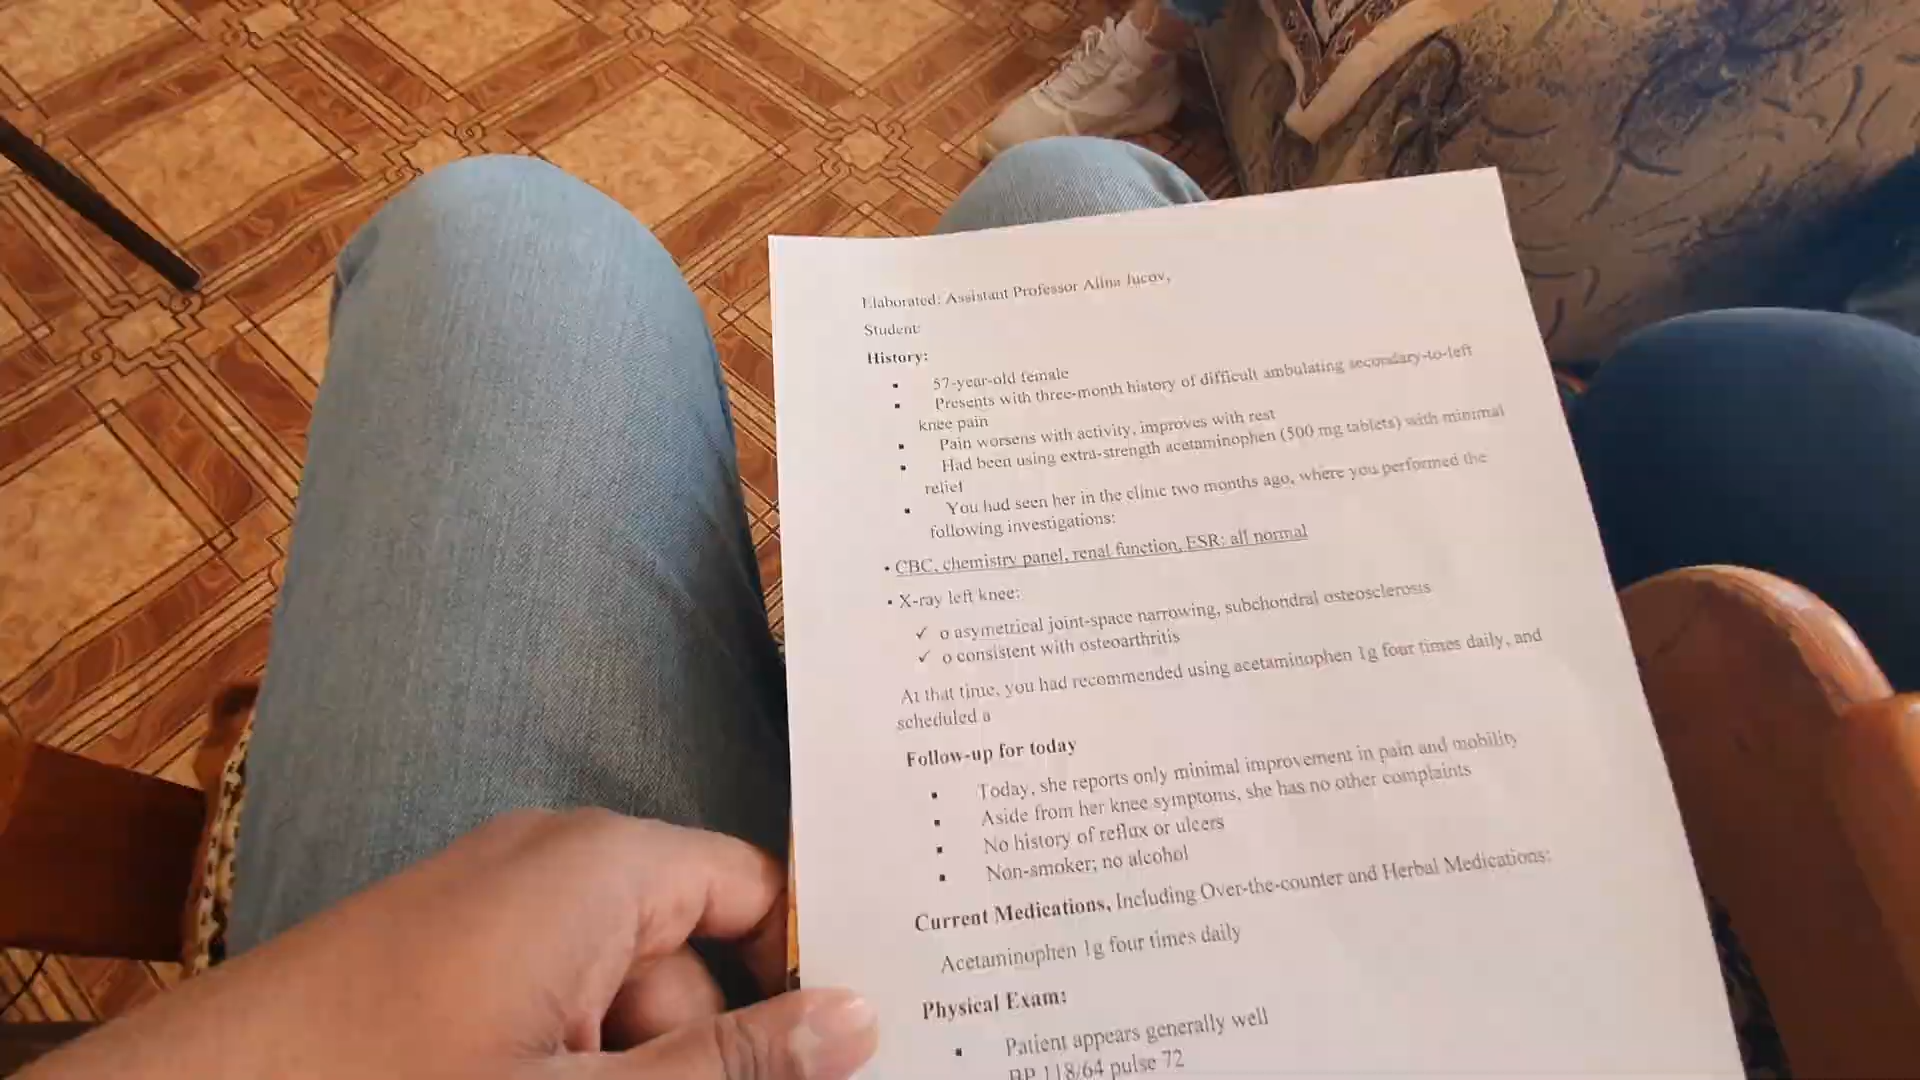 Elaborated: Assistant Professor Alina Jucov,
Student:
History:
▪ 57-year-old female
▪ Presents with three-month history of difficult ambulating secondary-to-left
knee pain
▪ Pain worsens with activity, improves with rest
▪ Had been using extra-strength acetaminophen (500 mg tablets) with minimal
relief
▪ You had seen her in the clinic two months ago, where you performed the
following investigations:
• CBC, chemistry panel, renal function, ESR: all normal
• X-ray left knee:
✓ o asymetrical joint-space narrowing, subchondral osteosclerosis
✓ o consistent with osteoarthritis
At that time, you had recommended using acetaminophen 1g four times daily, and
scheduled a
Follow-up for today
▪ Today, she reports only minimal improvement in pain and mobility
▪ Aside from her knee symptoms, she has no other complaints
▪ No history of reflux or ulcers
▪ Non-smoker; no alcohol
Current Medications, Including Over-the-counter and Herbal Medications:
Acetaminophen 1g four times daily
Physical Exam:
▪ Patient appears generally well
BP 118/64 pulse 72